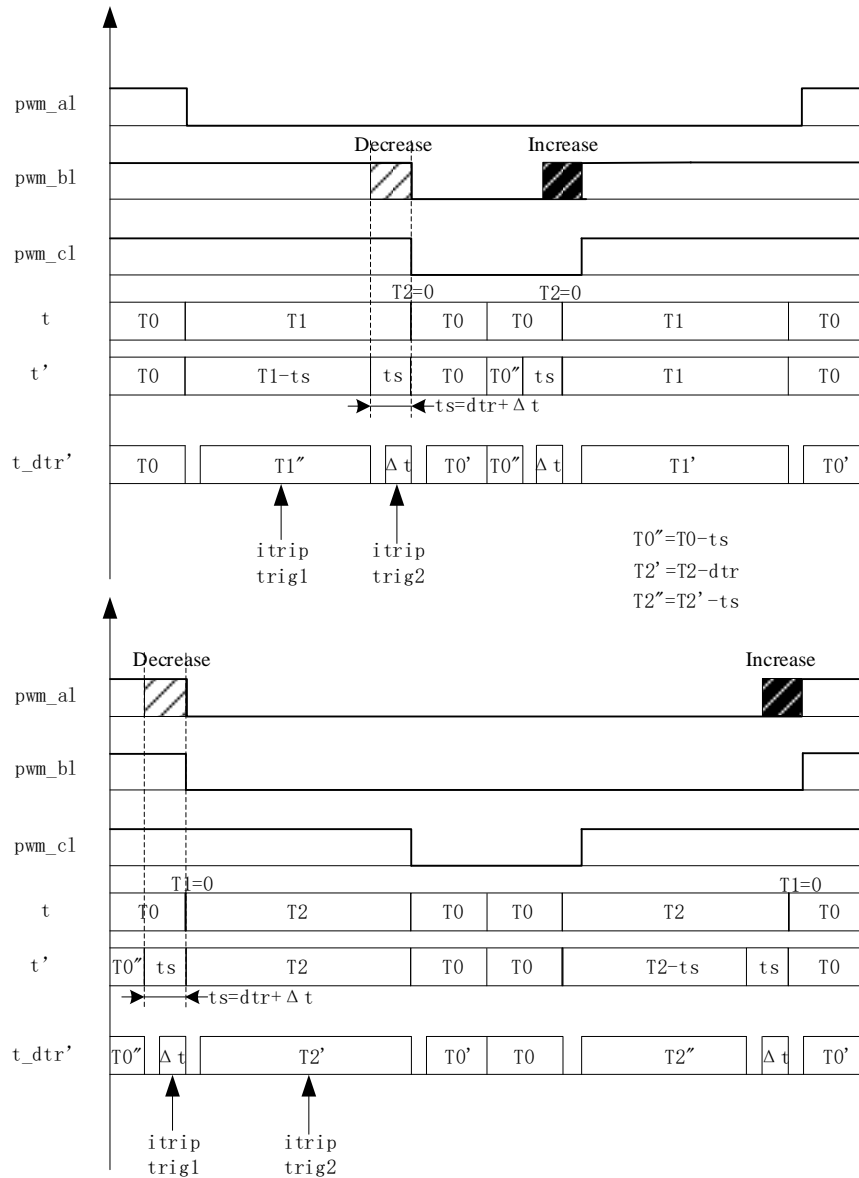 pwm_al
Decrease Increase
pwm_bl
pwm_cl
T2=0 T2=0
t T0 T1 T0 T0 T1 T0
t’ T0 T1-ts ts T0 T0″ ts T1 T0
ts=dtr+Δt
t_dtr’ T0 T1″ Δt T0' T0″ Δt T1' T0'
itrip itrip
trig1 trig2
T0″=T0-ts
T2'=T2-dtr
T2″=T2'-ts
Decrease Increase
pwm_al
pwm_bl
pwm_cl
T1=0 T1=0
t T0 T2 T0 T0 T2 T0
t’ T0″ ts T2 T0 T0 T2-ts ts T0
ts=dtr+Δt
t_dtr’ T0″ Δt T2' T0' T0 T2″ Δt T0'
itrip itrip
trig1 trig2